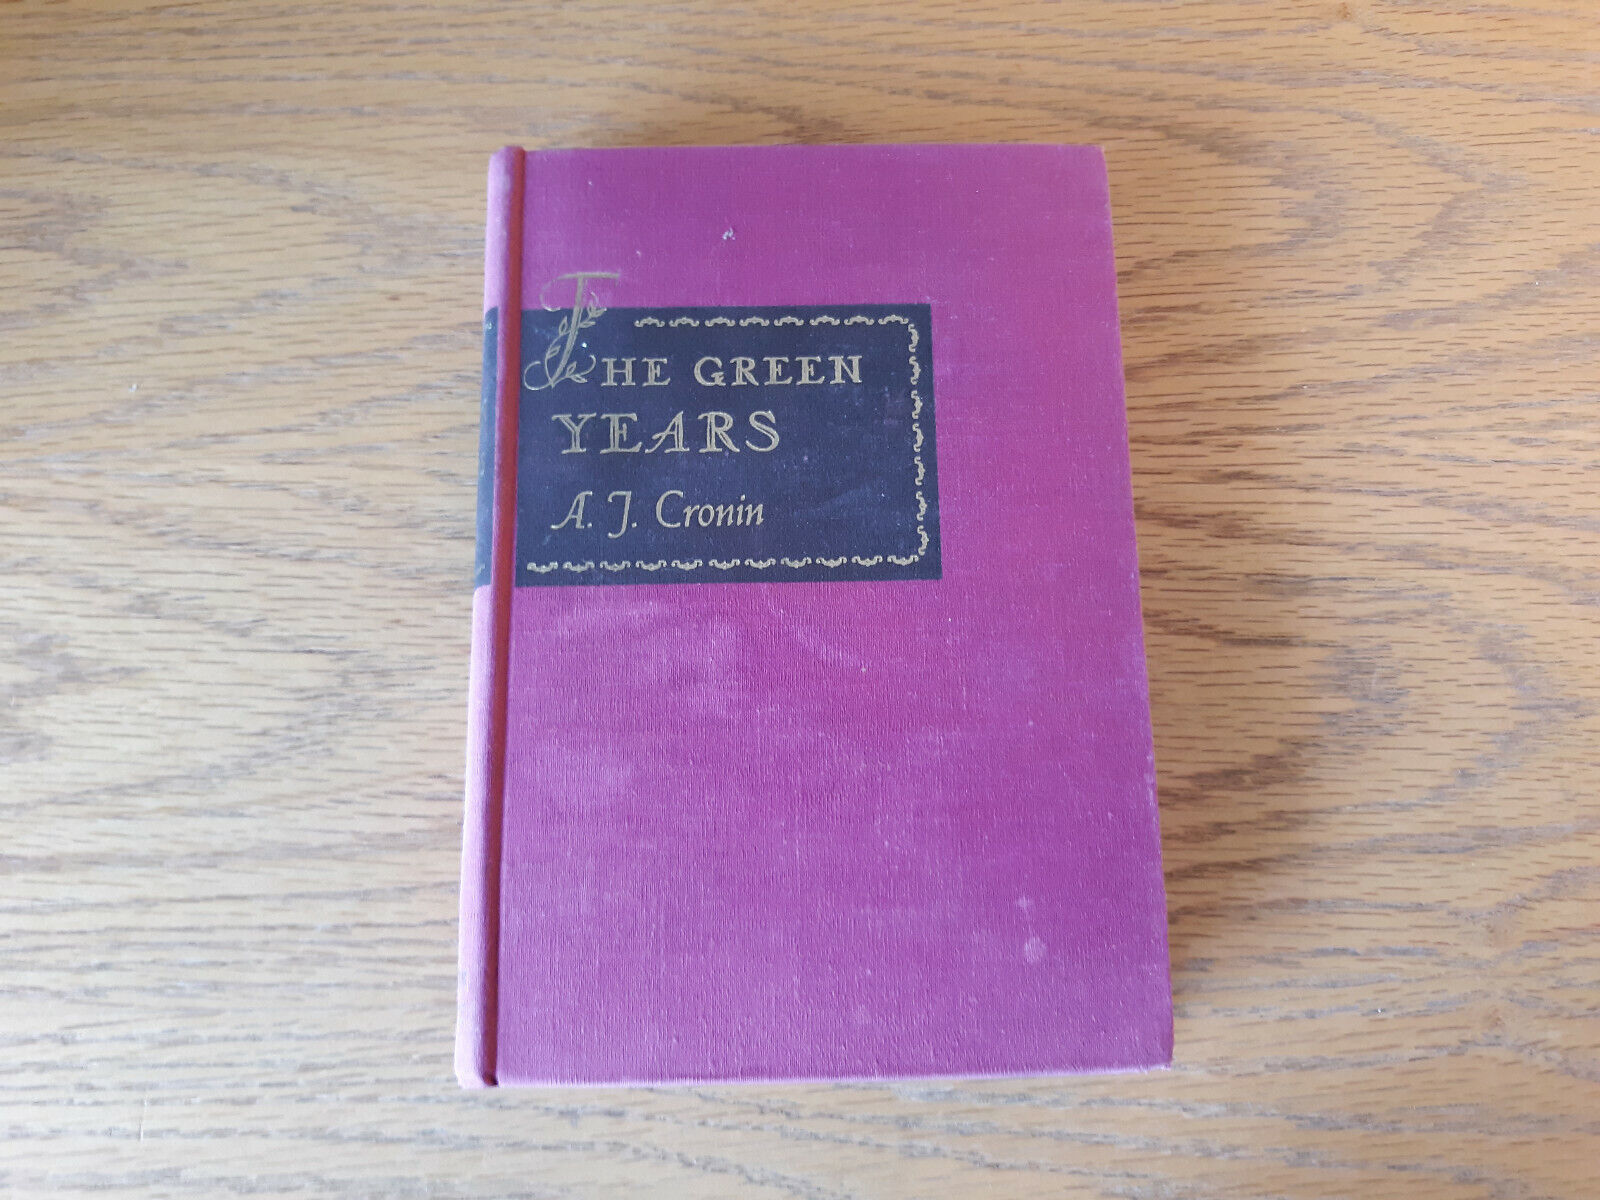 THE GREEN
YEARS
A. J. Cronin